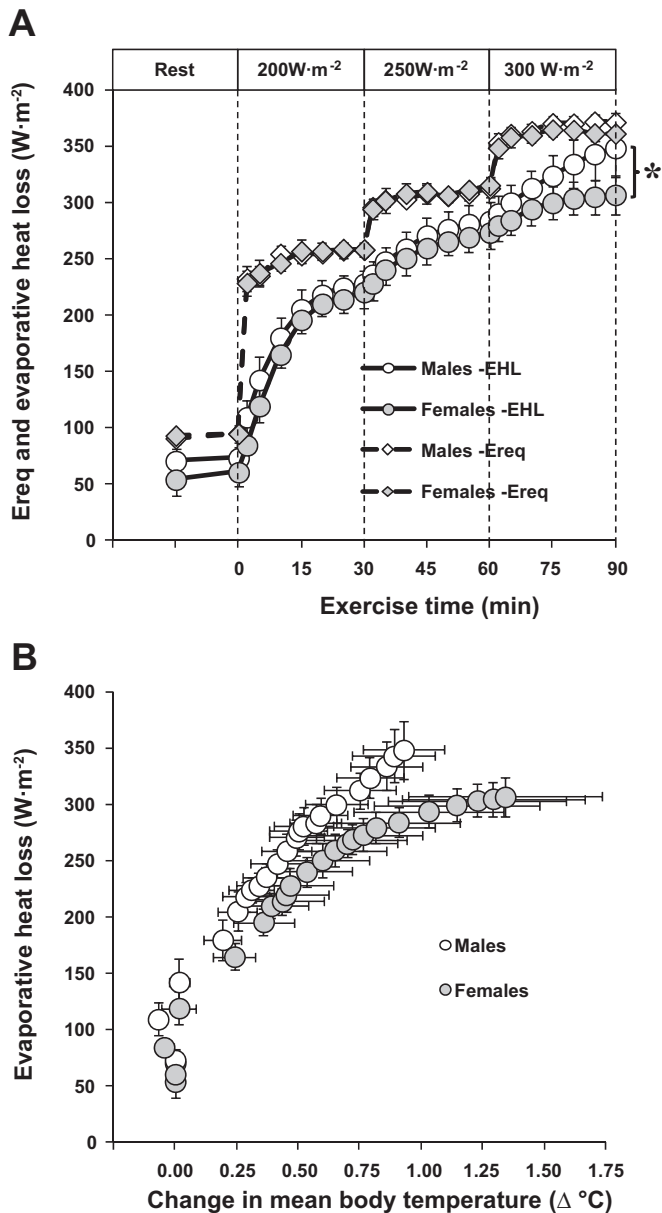 A
Rest 200W·m-2 250W·m-2 300 W·m-2
Ereq and evaporative heat loss (W·m-2)
400
350
300
250
200
150
100
50
0
*
Males -EHL
Females -EHL
Males -Ereq
Females -Ereq
0 15 30 45 60 75 90
Exercise time (min)
B
Evaporative heat loss (W·m-2)
400
350
300
250
200
150
100
50
0
Males
Females
0.00 0.25 0.50 0.75 1.00 1.25 1.50 1.75
Change in mean body temperature (Δ °C)